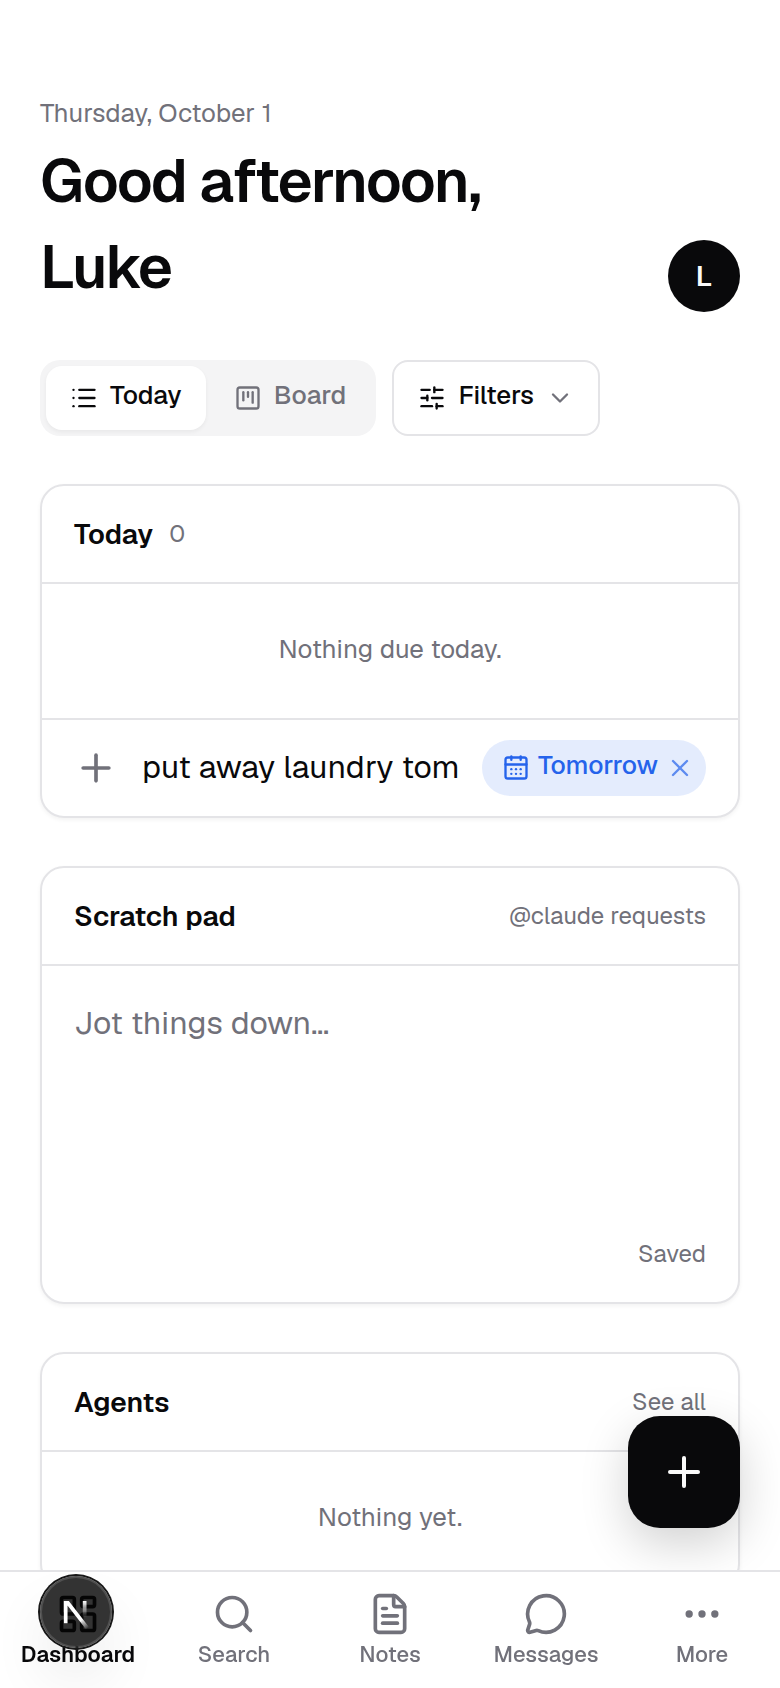 Thursday, October 1
Good afternoon,
Luke
L
Today
Board
Filters
Today 0
Nothing due today.
put away laundry tom
Tomorrow
Scratch pad
@claude requests
Jot things down...
Saved
Agents
See all
Nothing yet.
N
Dashboard
Search
Notes
Messages
More